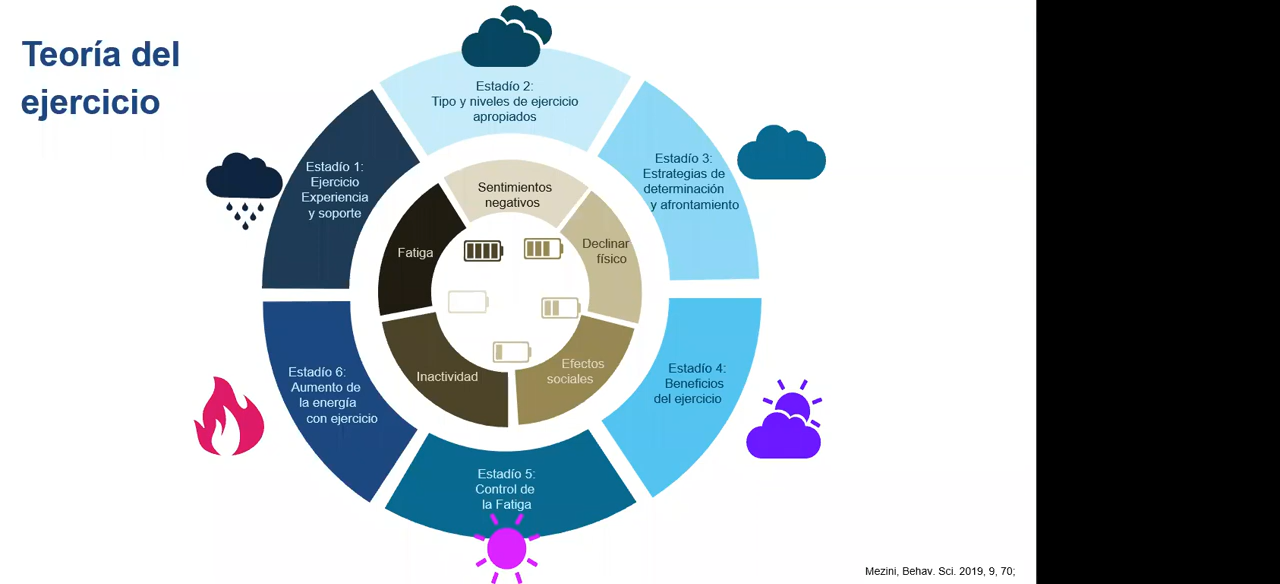 Teoría del
ejercicio
Estadío 1:
Ejercicio
Experiencia
y soporte
Estadío 2:
Tipo y niveles de ejercicio
apropiados
Estadío 3:
Estrategias de
determinación
y afrontamiento
Estadío 4:
Beneficios
del ejercicio
Estadío 5:
Control de
la Fatiga
Estadío 6:
Aumento de
la energía
con ejercicio
Fatiga
Sentimientos
negativos
Declinar
físico
Efectos
sociales
Inactividad
Mezini, Behav. Sci. 2019, 9, 70;